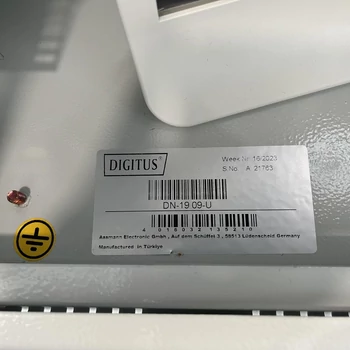 DIGITUS®
Week Nr 16/2023
S.No. A 21763
DN-19 09-U
4 016032 135210
Assmann Electronic Gmbh , Auf dem Schüffel 3 , 58513 Lüdenscheid Germany
Manufactured in Türkiye